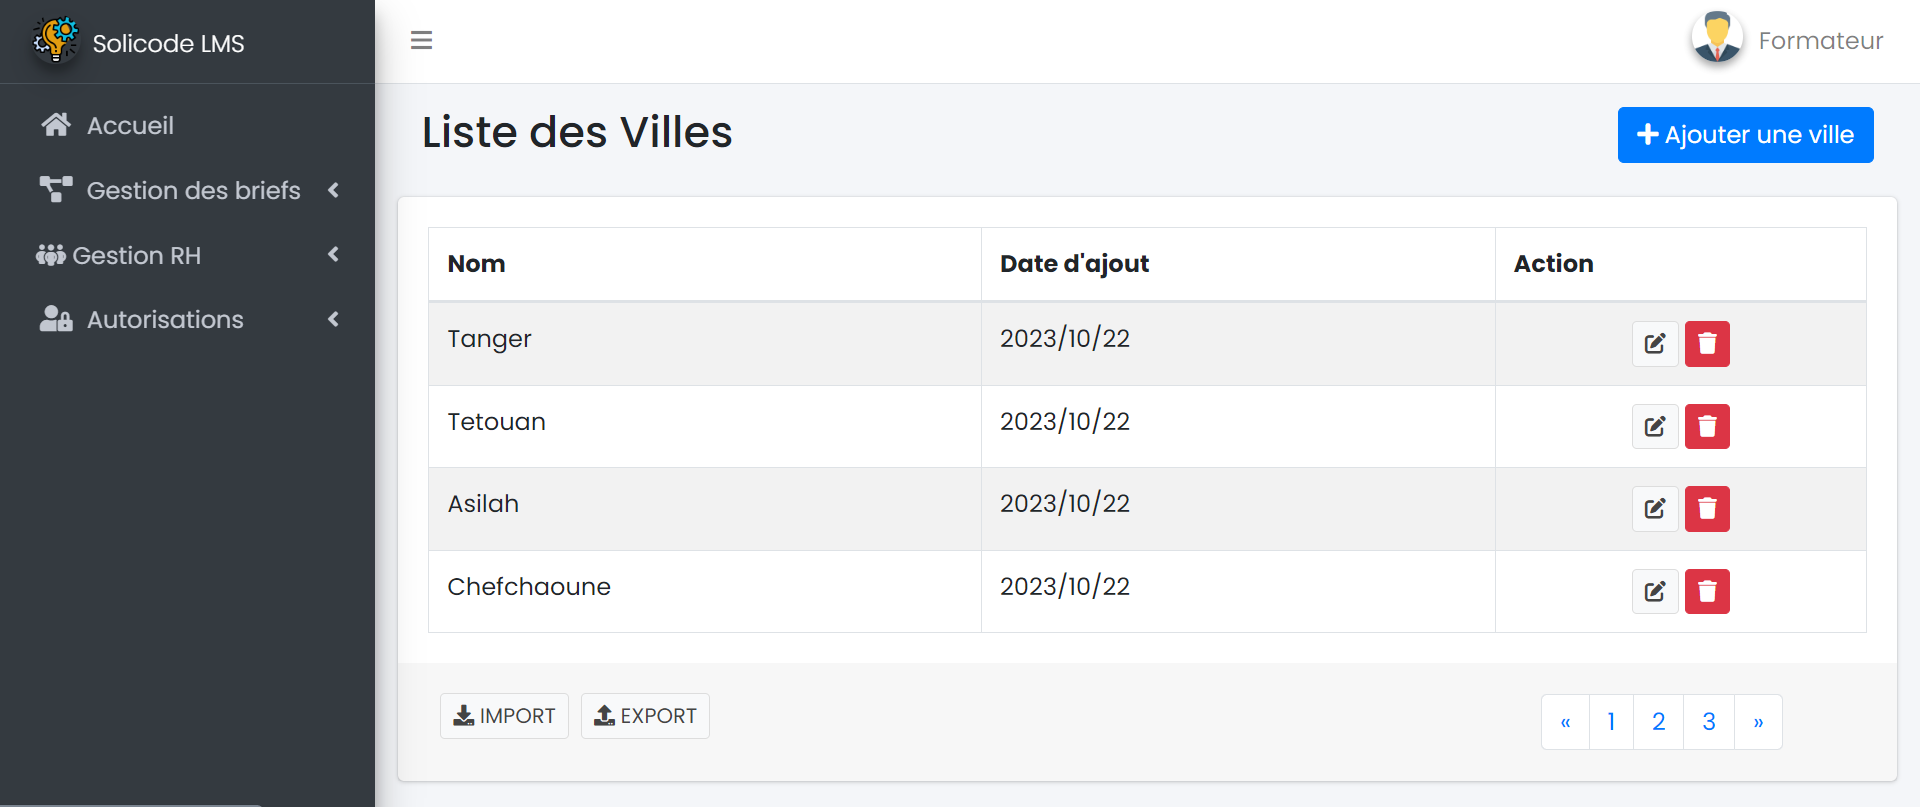 Solicode LMS
Formateur
Accueil
Gestion des briefs
Gestion RH
Autorisations
Liste des Villes
Ajouter une ville
Nom Date d'ajout Action
Tanger 2023/10/22
Tetouan 2023/10/22
Asilah 2023/10/22
Chefchaoune 2023/10/22
IMPORT EXPORT
« 1 2 3 »